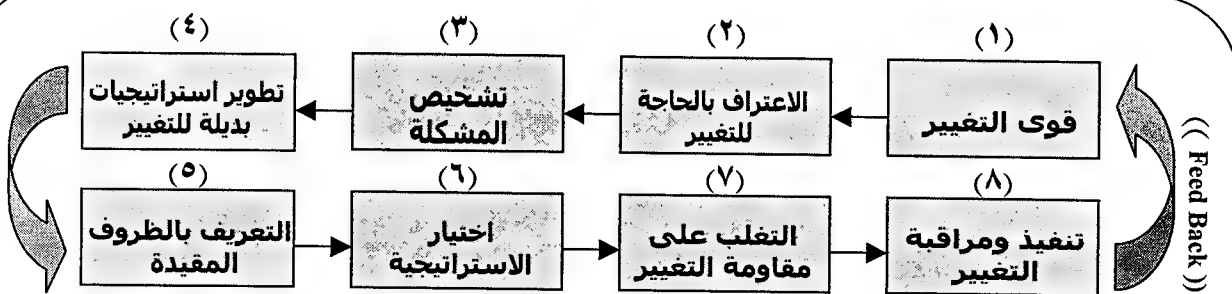 (١)
قوى التغيير
(٢)
الاعتراف بالحاجة
للتغيير
(٣)
تشخيص
المشكلة
(٤)
تطوير استراتيجيات
بديلة للتغيير
(٥)
التعريف بالظروف
المقيدة
(٦)
اختيار
الاستراتيجية
(٧)
التغلب على
مقاومة التغيير
(٨)
تنفيذ ومراقبة
التغيير
(( Feed Back ))